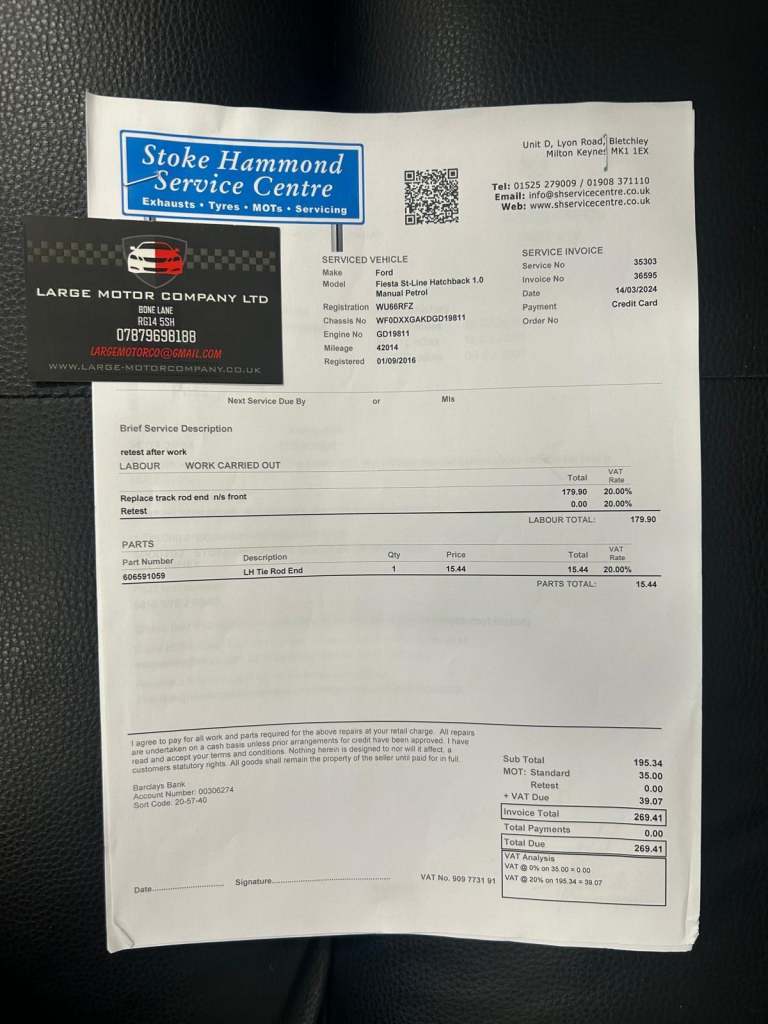 Stoke Hammond
Service Centre
Exhausts • Tyres • MOTs • Servicing
Unit D, Lyon Road, Bletchley
Milton Keynes MK1 1EX
Tel: 01525 279009 / 01908 371110
Email: info@shservicecentre.co.uk
Web: www.shservicecentre.co.uk
LARGE MOTOR COMPANY LTD
BONE LANE
RG14 5SH
07879698188
LARGEMOTORCO@GMAIL.COM
WWW.LARGE-MOTORCOMPANY.CO.UK
SERVICED VEHICLE
Make Ford
Model Fiesta St-Line Hatchback 1.0
Manual Petrol
Registration WU66RFZ
Chassis No WF0DXXGAKDGD19811
Engine No GD19811
Mileage 42014
Registered 01/09/2016
SERVICE INVOICE
Service No 35303
Invoice No 36595
Date 14/03/2024
Payment Credit Card
Order No
Next Service Due By or Mls
Brief Service Description
retest after work
LABOUR WORK CARRIED OUT
Total VAT Rate
Replace track rod end n/s front 179.90 20.00%
Retest 0.00 20.00%
LABOUR TOTAL: 179.90
PARTS
Part Number Description Qty Price Total VAT Rate
606591059 LH Tie Rod End 1 15.44 15.44 20.00%
PARTS TOTAL: 15.44
I agree to pay for all work and parts required for the above repairs at your retail charge. All repairs
are undertaken on a cash basis unless prior arrangements for credit have been approved. I have
read and accept your terms and conditions. Nothing herein is designed to nor will it affect, a
customers statutory rights. All goods shall remain the property of the seller until paid for in full.
Barclays Bank
Account Number: 00306274
Sort Code: 20-57-40
Sub Total 195.34
MOT: Standard 35.00
Retest 0.00
+ VAT Due 39.07
Invoice Total 269.41
Total Payments 0.00
Total Due 269.41
VAT Analysis
VAT @ 0% on 35.00 = 0.00
VAT @ 20% on 195.34 = 39.07
Date........................ Signature........................................ VAT No. 909 7731 91